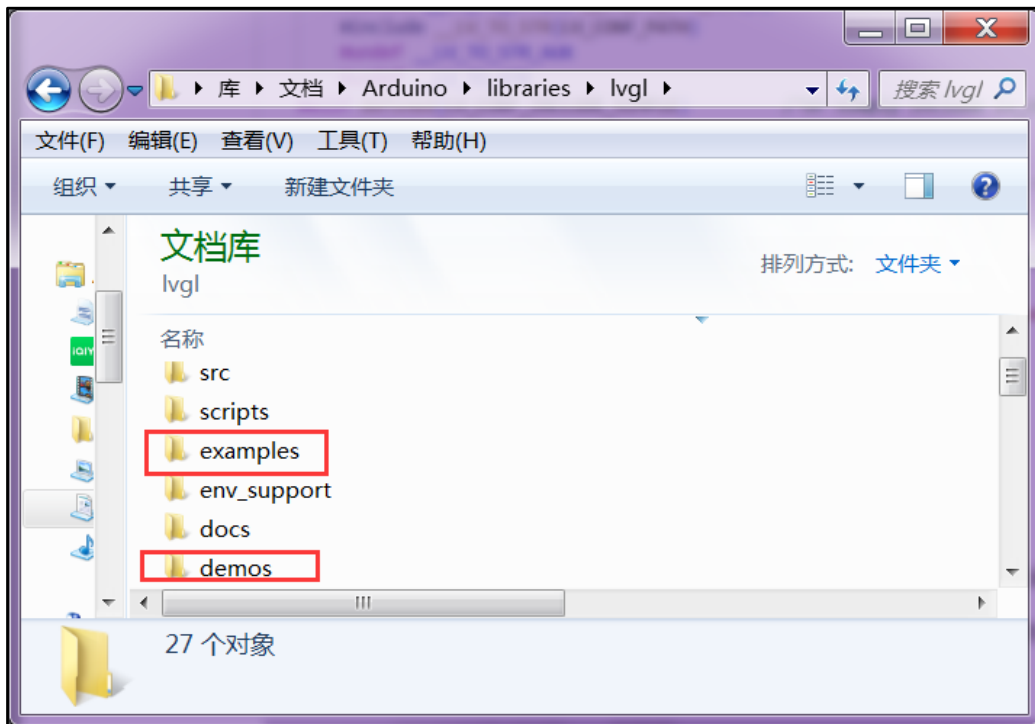 库 ▸ 文档 ▸ Arduino ▸ libraries ▸ lvgl ▸ 搜索 lvgl
文件(F) 编辑(E) 查看(V) 工具(T) 帮助(H)
组织 共享 新建文件夹
文档库
lvgl
排列方式: 文件夹
名称
src
scripts
examples
env_support
docs
demos
27 个对象